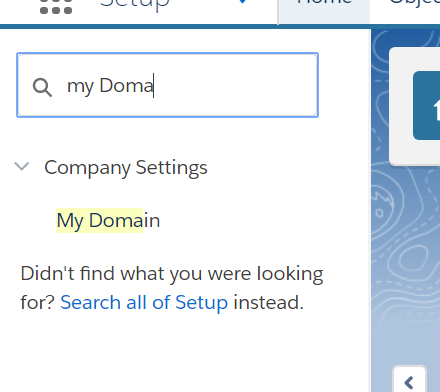 Setup
Home
my Doma
Company Settings
My Domain
Didn't find what you were looking
for? Search all of Setup instead.